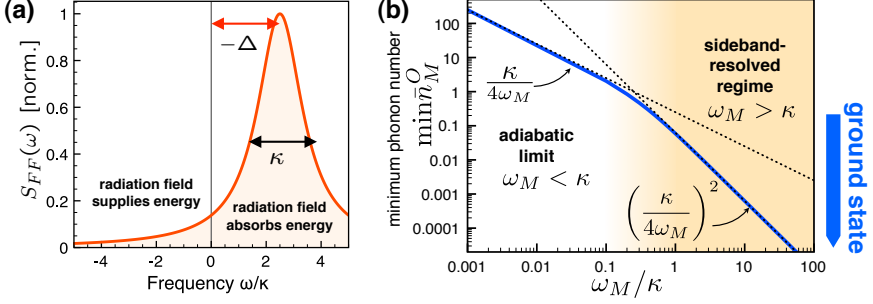 (a)
S_FF(ω) [norm.]
1
0.8
0.6
0.4
0.2
0
−Δ
κ
radiation field
supplies energy
radiation field
absorbs energy
-4
-2
0
2
4
Frequency ω/κ
(b)
minimum phonon number
min n̄_M^O
100
10
1
0.1
0.01
0.001
0.0001
κ/4ω_M
sideband-
resolved
regime
ω_M > κ
adiabatic
limit
ω_M < κ
(κ/4ω_M)^2
0.001
0.01
0.1
1
10
100
ω_M/κ
ground state